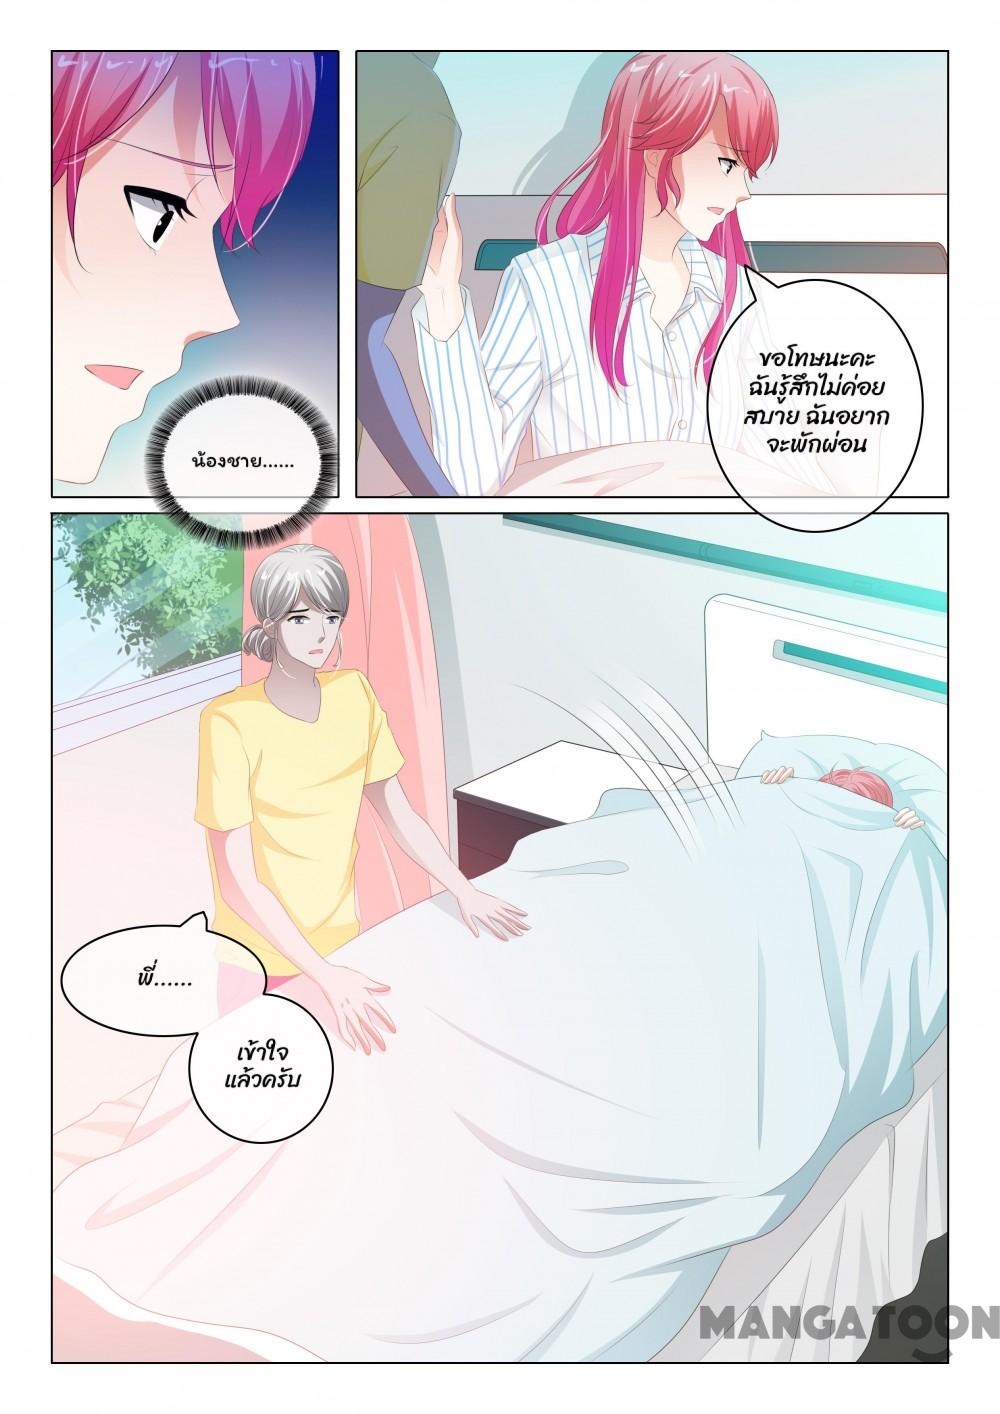 น้องชาย......
ขอโทษนะคะ
ฉันรู้สึกไม่ค่อย
สบาย ฉันอยาก
จะพักผ่อน
พี่......
เข้าใจ
แล้วครับ
MANGATOON